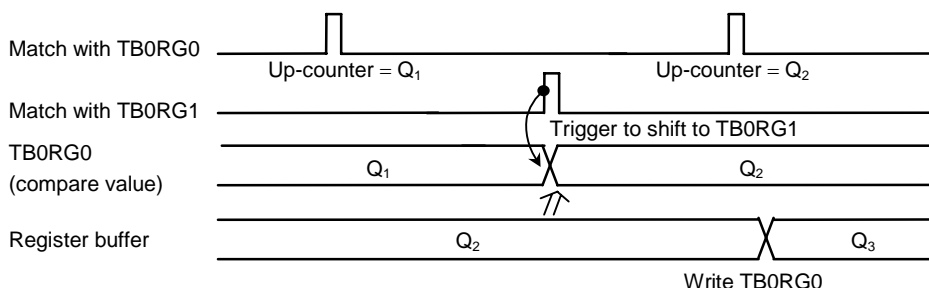 Match with TB0RG0
Up-counter = Q₁
Up-counter = Q₂
Match with TB0RG1
Trigger to shift to TB0RG1
TB0RG0
(compare value)
Q₁
Q₂
Register buffer
Q₂
Q₃
Write TB0RG0